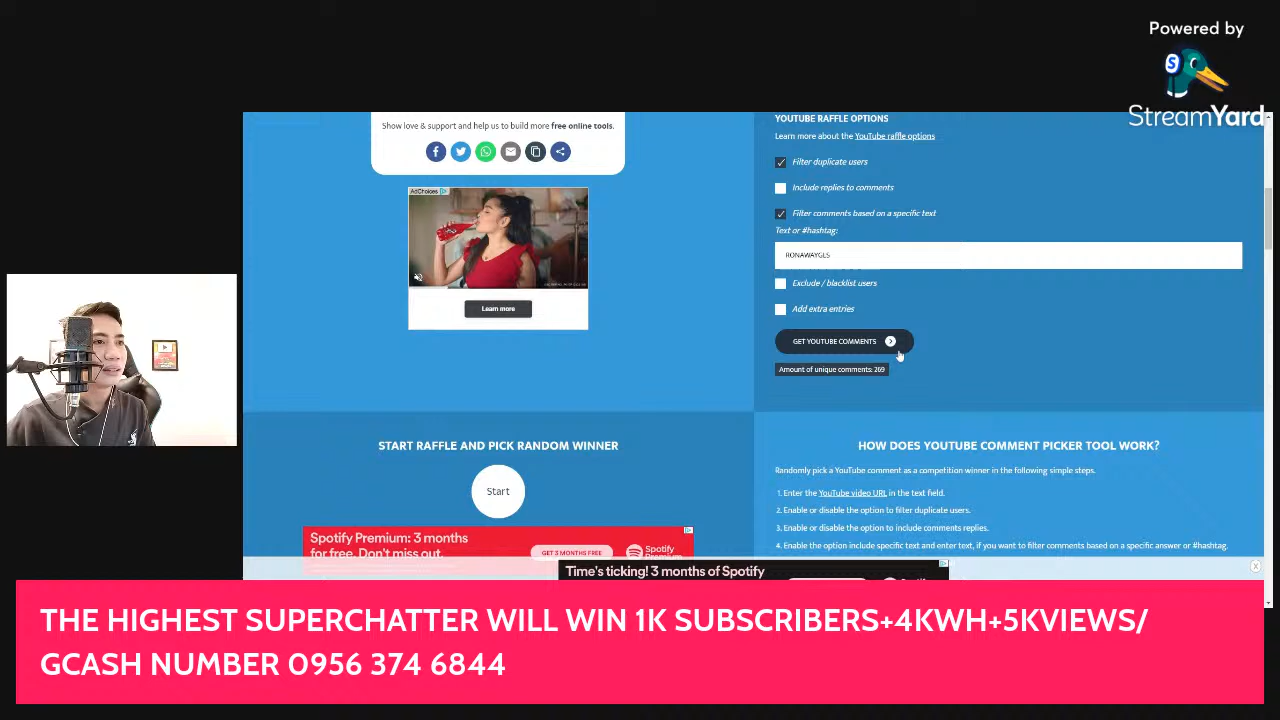 Powered by
StreamYard
Show love & support and help us to build more free online tools.
AdChoices
Learn more
YOUTUBE RAFFLE OPTIONS
Learn more about the YouTube raffle options
Filter duplicate users
Include replies to comments
Filter comments based on a specific text
Text or #hashtag:
RONAWAYGLS
Exclude / blacklist users
Add extra entries
GET YOUTUBE COMMENTS
Amount of unique comments: 269
START RAFFLE AND PICK RANDOM WINNER
Start
Spotify Premium: 3 months
for free. Don't miss out.
GET 3 MONTHS FREE
Spotify
Premium
HOW DOES YOUTUBE COMMENT PICKER TOOL WORK?
Randomly pick a YouTube comment as a competition winner in the following simple steps.
1. Enter the YouTube video URL in the text field.
2. Enable or disable the option to filter duplicate users.
3. Enable or disable the option to include comments replies.
4. Enable the option include specific text and enter text, if you want to filter comments based on a specific answer or #hashtag.
Time's ticking! 3 months of Spotify
THE HIGHEST SUPERCHATTER WILL WIN 1K SUBSCRIBERS+4KWH+5KVIEWS/
GCASH NUMBER 0956 374 6844